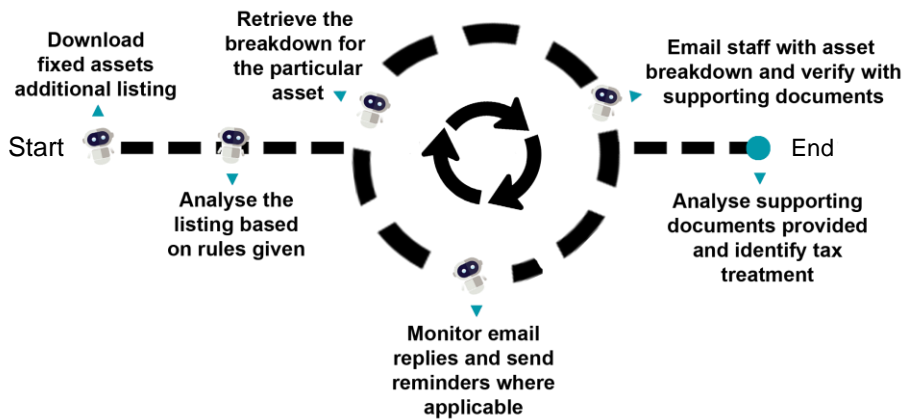 Start
Download
fixed assets
additional listing
Analyse the
listing based
on rules given
Retrieve the
breakdown for
the particular
asset
Email staff with asset
breakdown and verify with
supporting documents
Monitor email
replies and send
reminders where
applicable
End
Analyse supporting
documents provided
and identify tax
treatment